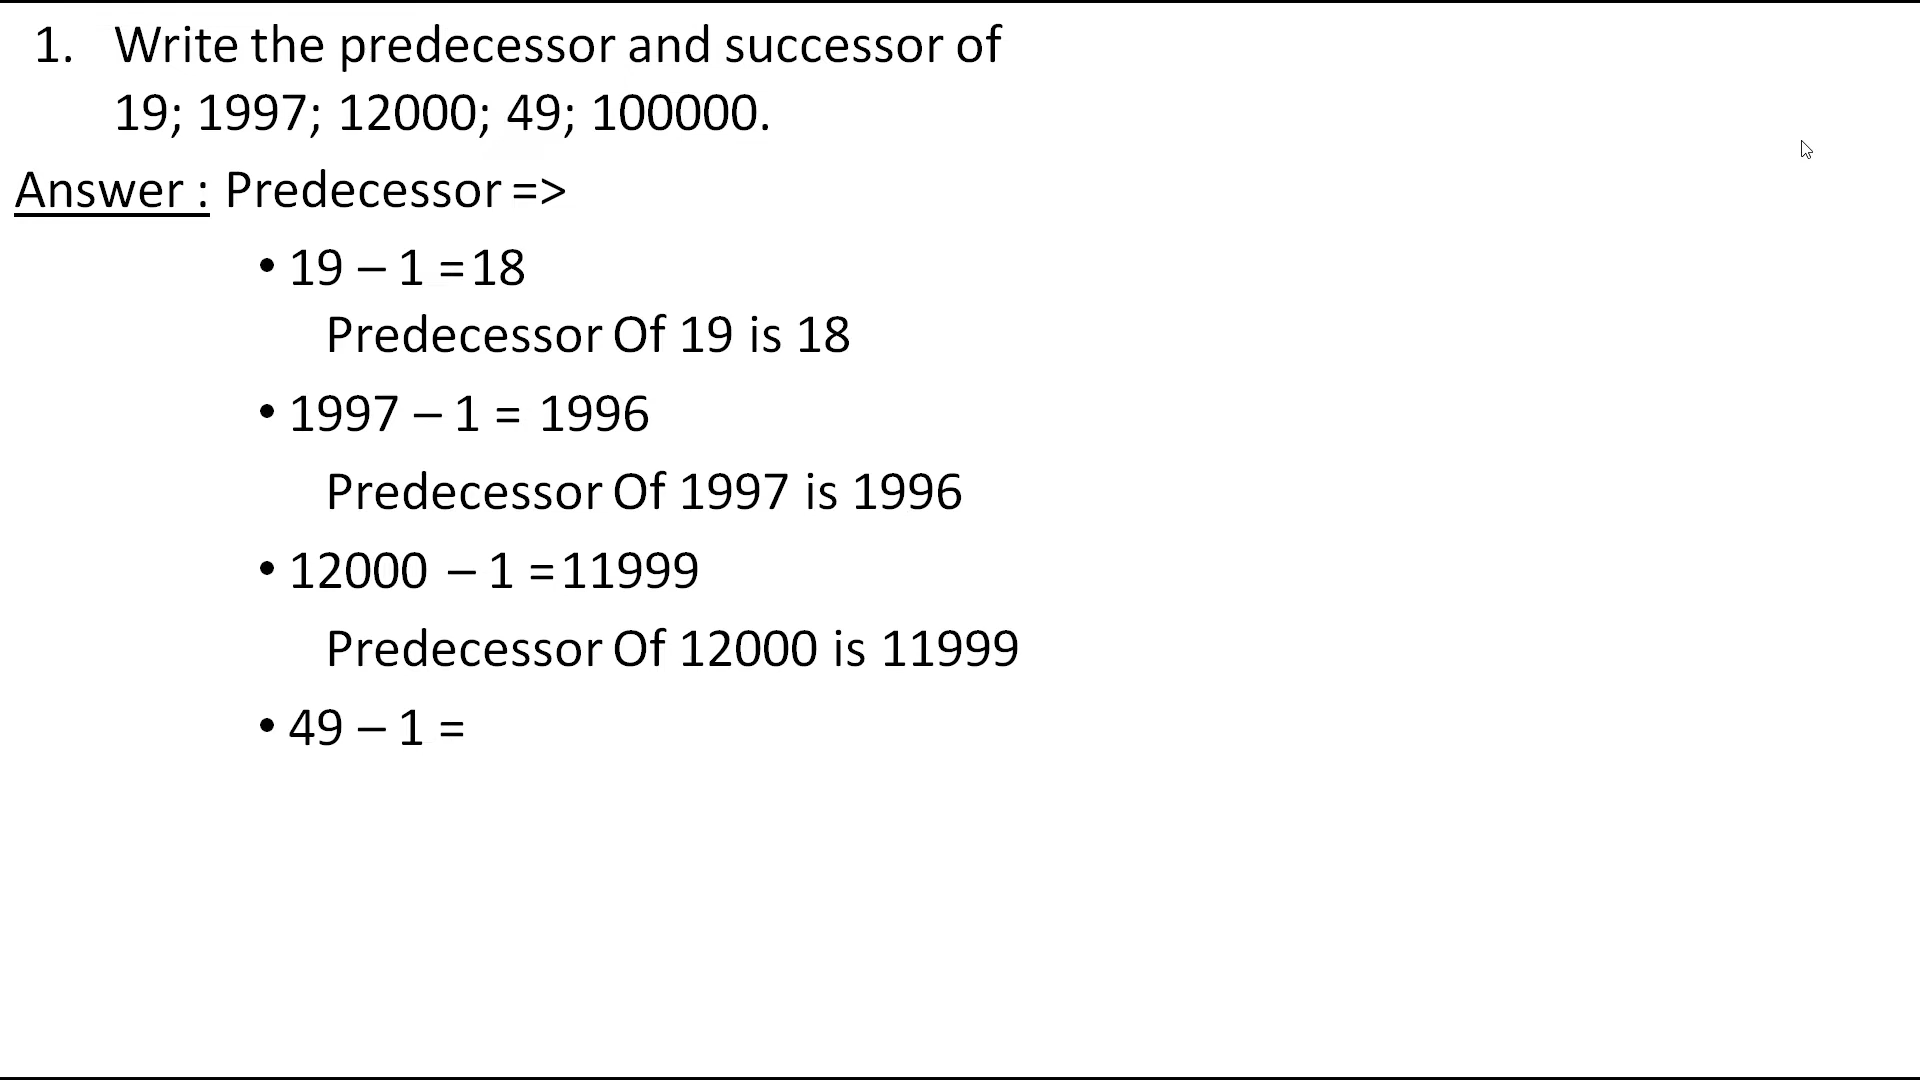 1. Write the predecessor and successor of
19; 1997; 12000; 49; 100000.
Answer : Predecessor =>
• 19 – 1 = 18
Predecessor Of 19 is 18
• 1997 – 1 = 1996
Predecessor Of 1997 is 1996
• 12000 – 1 = 11999
Predecessor Of 12000 is 11999
• 49 – 1 =